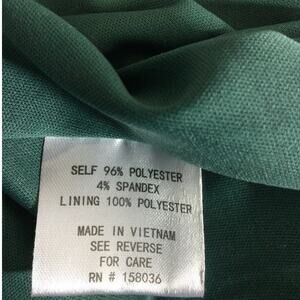 SELF 96% POLYESTER
4% SPANDEX
LINING 100% POLYESTER
MADE IN VIETNAM
SEE REVERSE
FOR CARE
RN # 158036